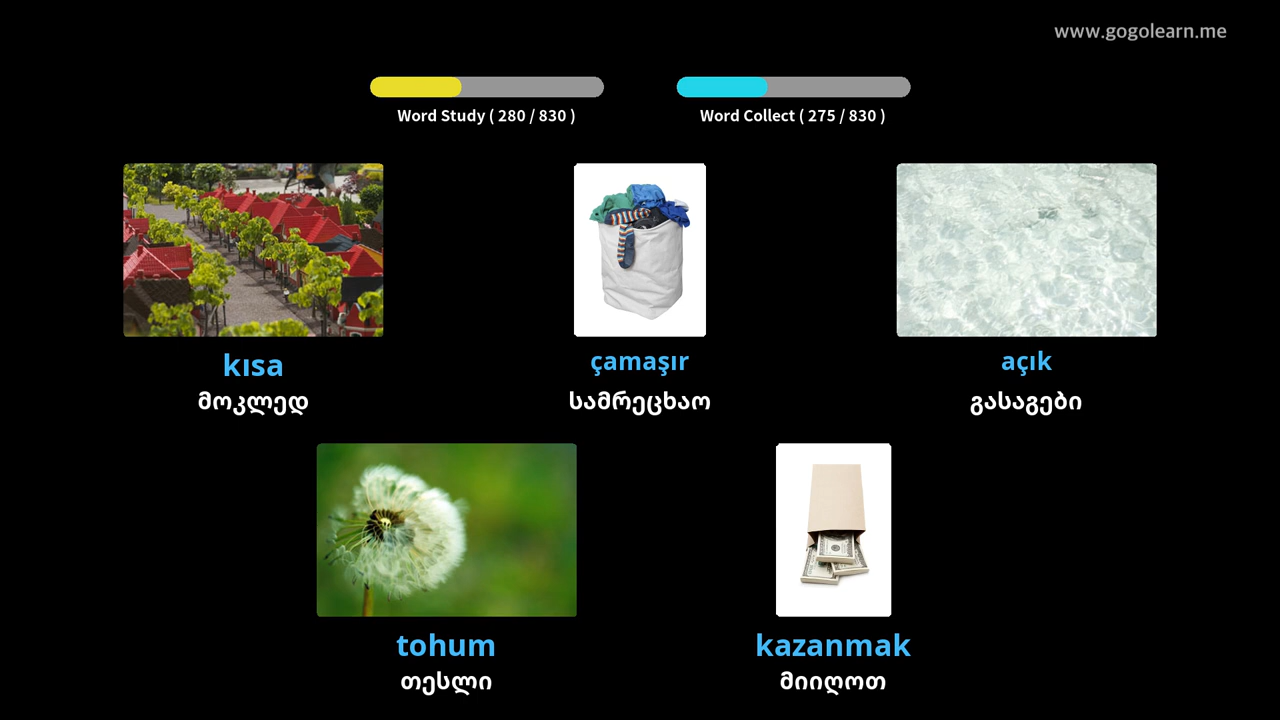 www.gogolearn.me
Word Study ( 280 / 830 )
Word Collect ( 275 / 830 )
kısa
çamaşır
açık
მოკლედ
სამრეცხაო
გასაგები
tohum
kazanmak
თესლი
მიიღოთ